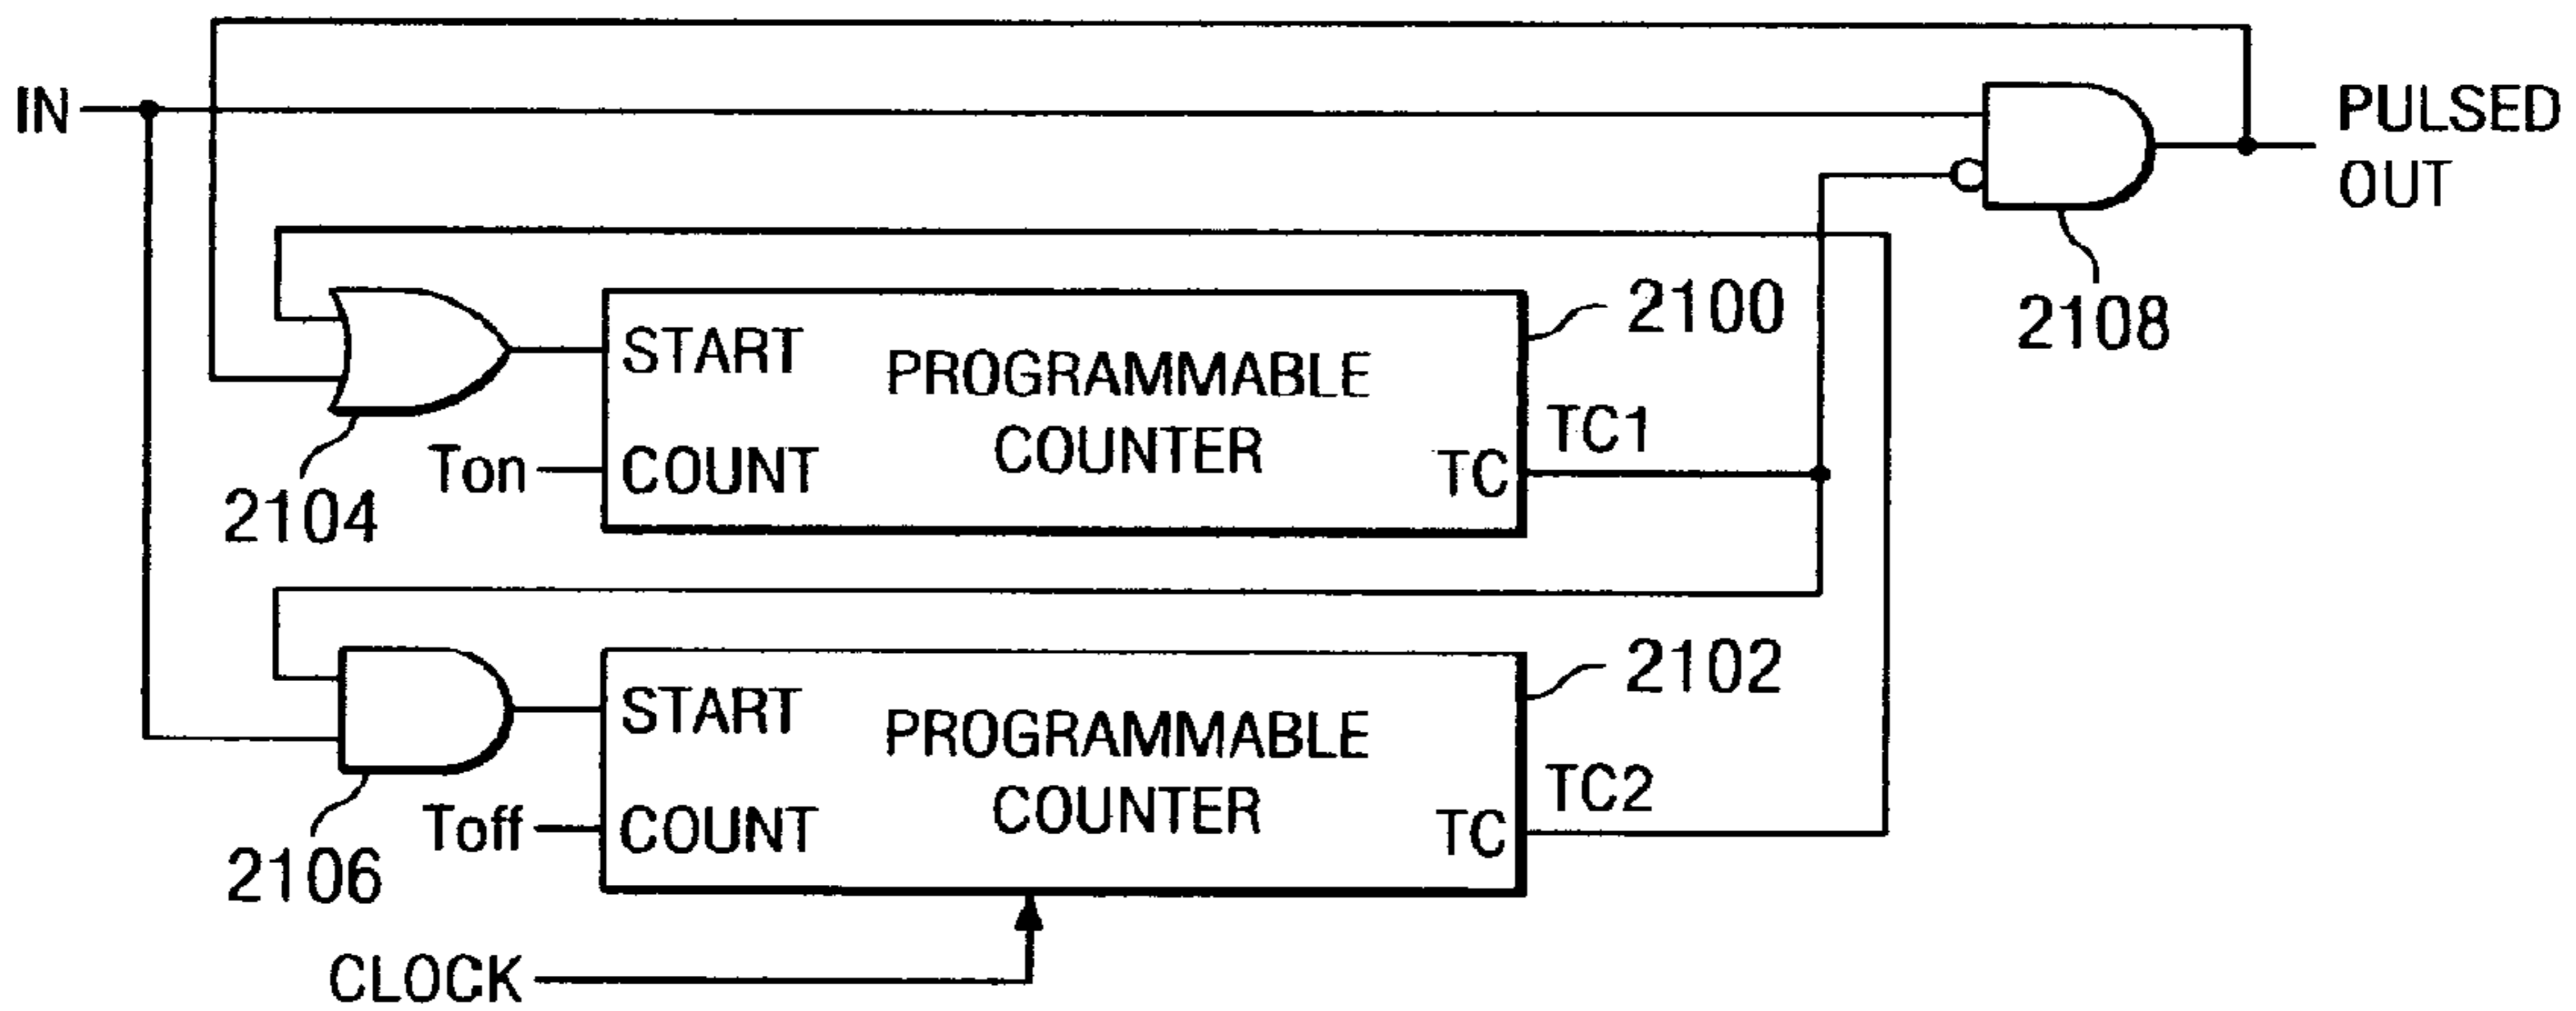 IN
PULSED
OUT
2108
2100
START
PROGRAMMABLE
COUNTER
TC1
Ton
COUNT
TC
2104
2102
START
PROGRAMMABLE
COUNTER
TC2
Toff
COUNT
TC
2106
CLOCK